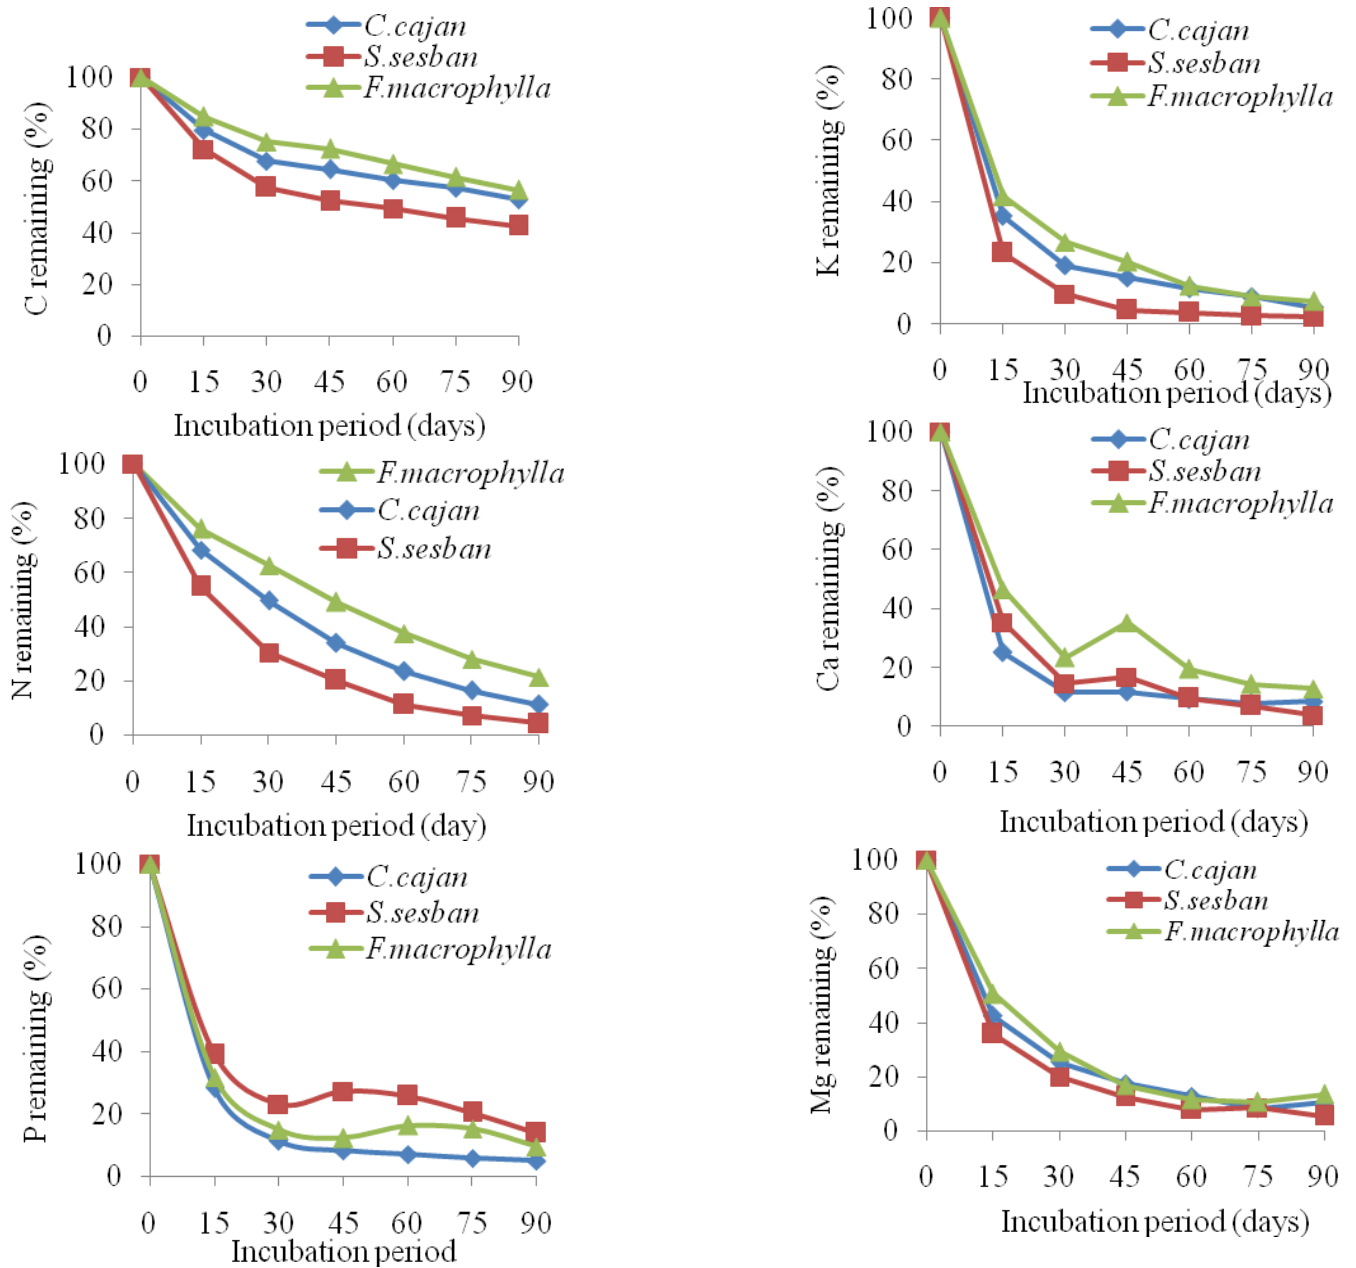 C.cajan
S.sesban
F.macrophylla
C remaining (%)
100
80
60
40
20
0
0 15 30 45 60 75 90
Incubation period (days)
C.cajan
S.sesban
F.macrophylla
K remaining (%)
100
80
60
40
20
0
0 15 30 45 60 75 90
Incubation period (days)
F.macrophylla
C.cajan
S.sesban
N remaining (%)
100
80
60
40
20
0
0 15 30 45 60 75 90
Incubation period (day)
C.cajan
S.sesban
F.macrophylla
Ca remaining (%)
100
80
60
40
20
0
0 15 30 45 60 75 90
Incubation period (days)
C.cajan
S.sesban
F.macrophylla
P remaining (%)
100
80
60
40
20
0
0 15 30 45 60 75 90
Incubation period
C.cajan
S.sesban
F.macrophylla
Mg remaining (%)
100
80
60
40
20
0
0 15 30 45 60 75 90
Incubation period (days)